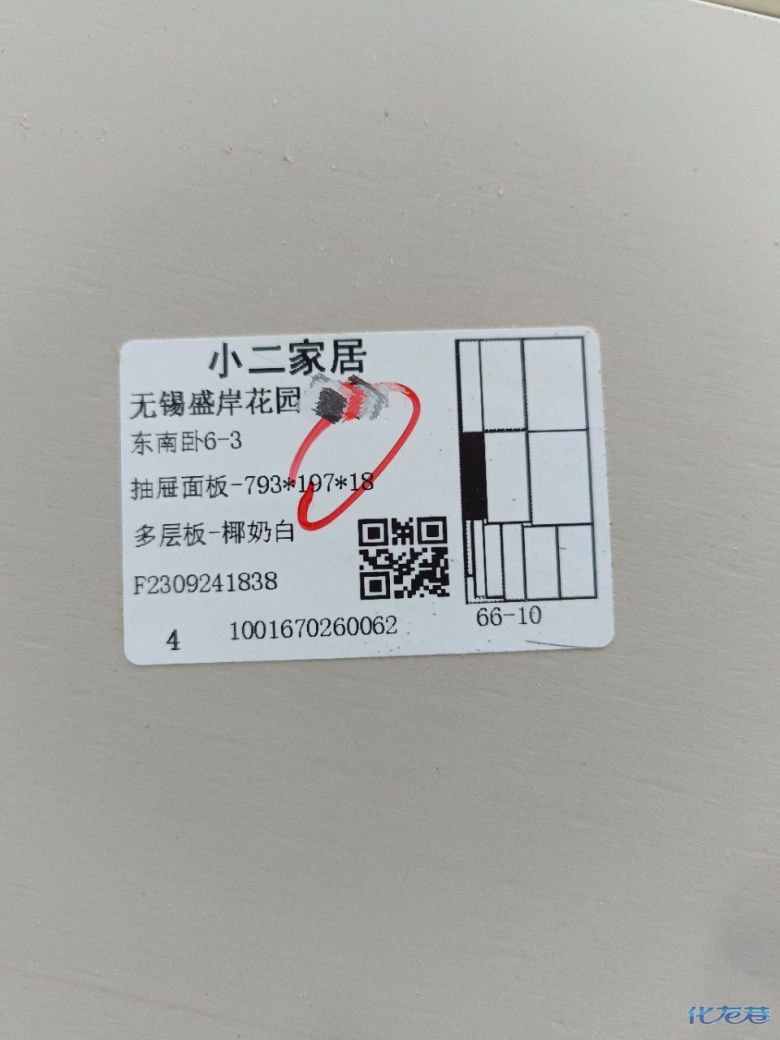 小二家居
无锡盛岸花园
东南卧6-3
抽屉面板-793*197*18
多层板-椰奶白
F2309241838
4
1001670260062
66-10
化龙巷